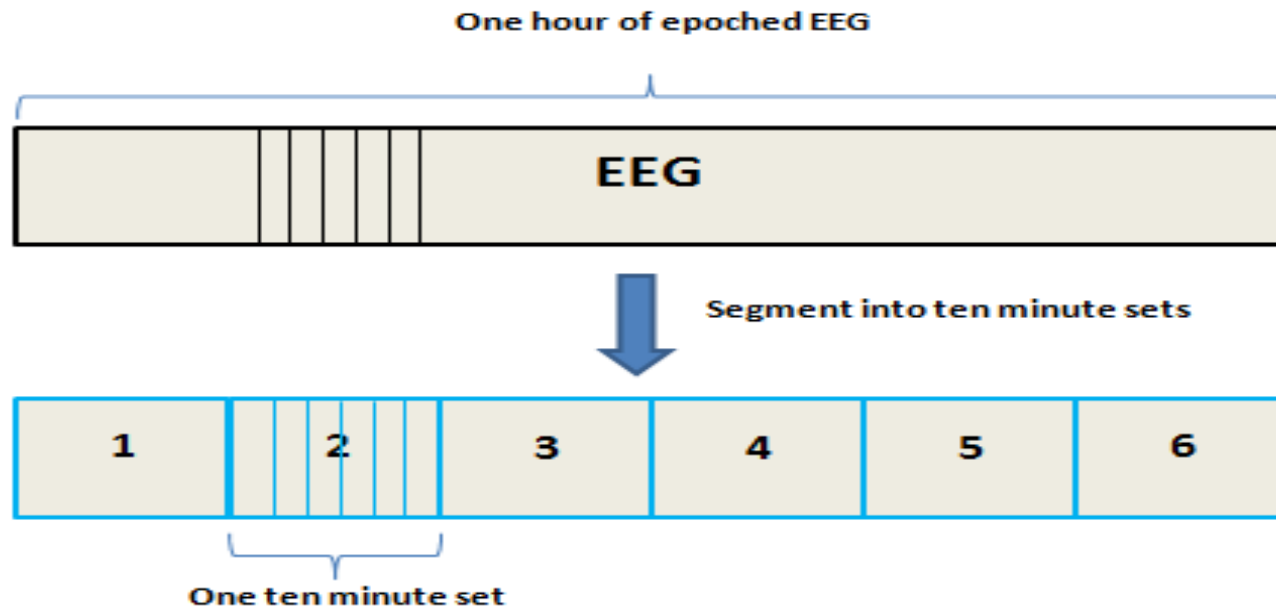 One hour of epoched EEG
EEG
Segment into ten minute sets
1 2 3 4 5 6
One ten minute set